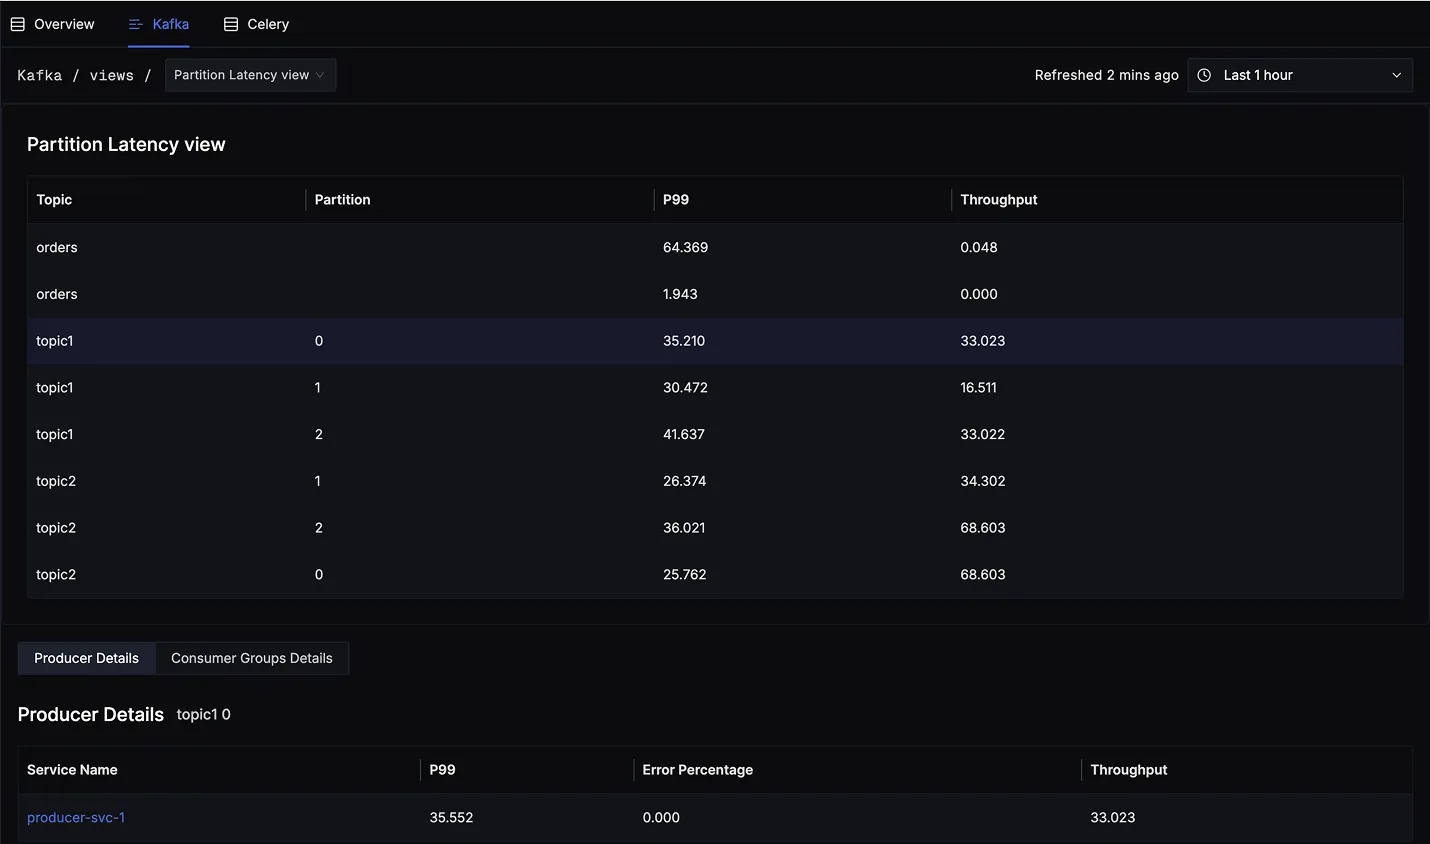 Overview Kafka Celery
Kafka / views / Partition Latency view Refreshed 2 mins ago Last 1 hour
Partition Latency view
Topic Partition P99 Throughput
orders 64.369 0.048
orders 1.943 0.000
topic1 0 35.210 33.023
topic1 1 30.472 16.511
topic1 2 41.637 33.022
topic2 1 26.374 34.302
topic2 2 36.021 68.603
topic2 0 25.762 68.603
Producer Details Consumer Groups Details
Producer Details topic1 0
Service Name P99 Error Percentage Throughput
producer-svc-1 35.552 0.000 33.023